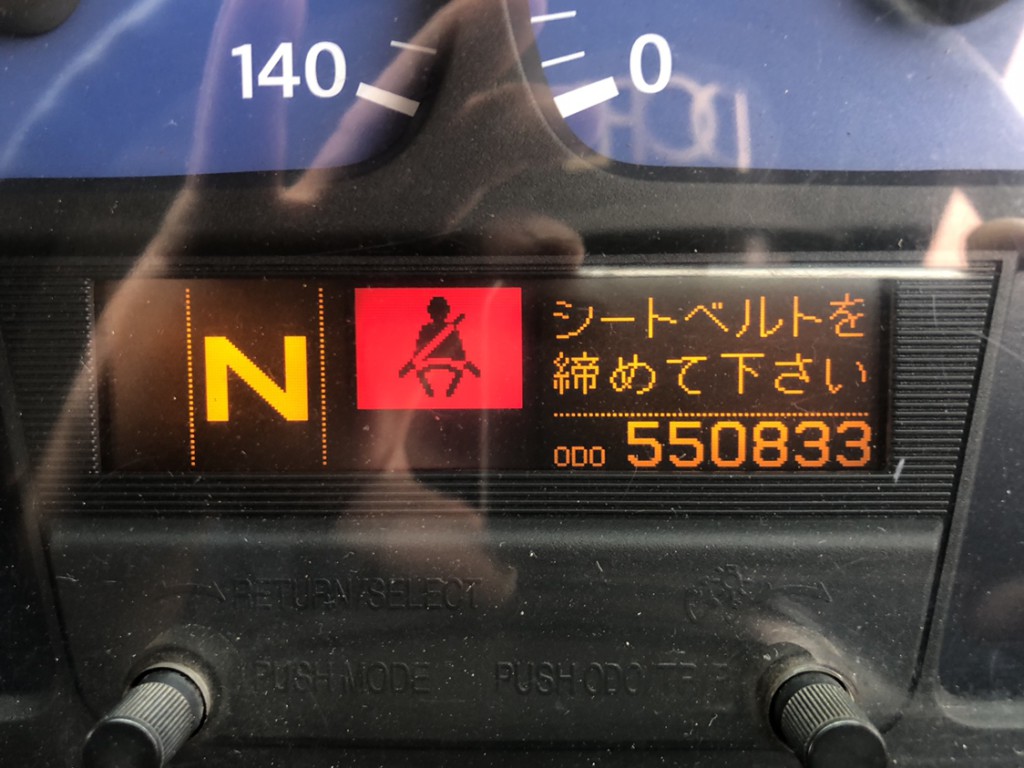 140
0
N
シートベルトを
締めて下さい
ODO 550833
RETURN/SELECT
PUSH MODE
PUSH ODO/TRIP